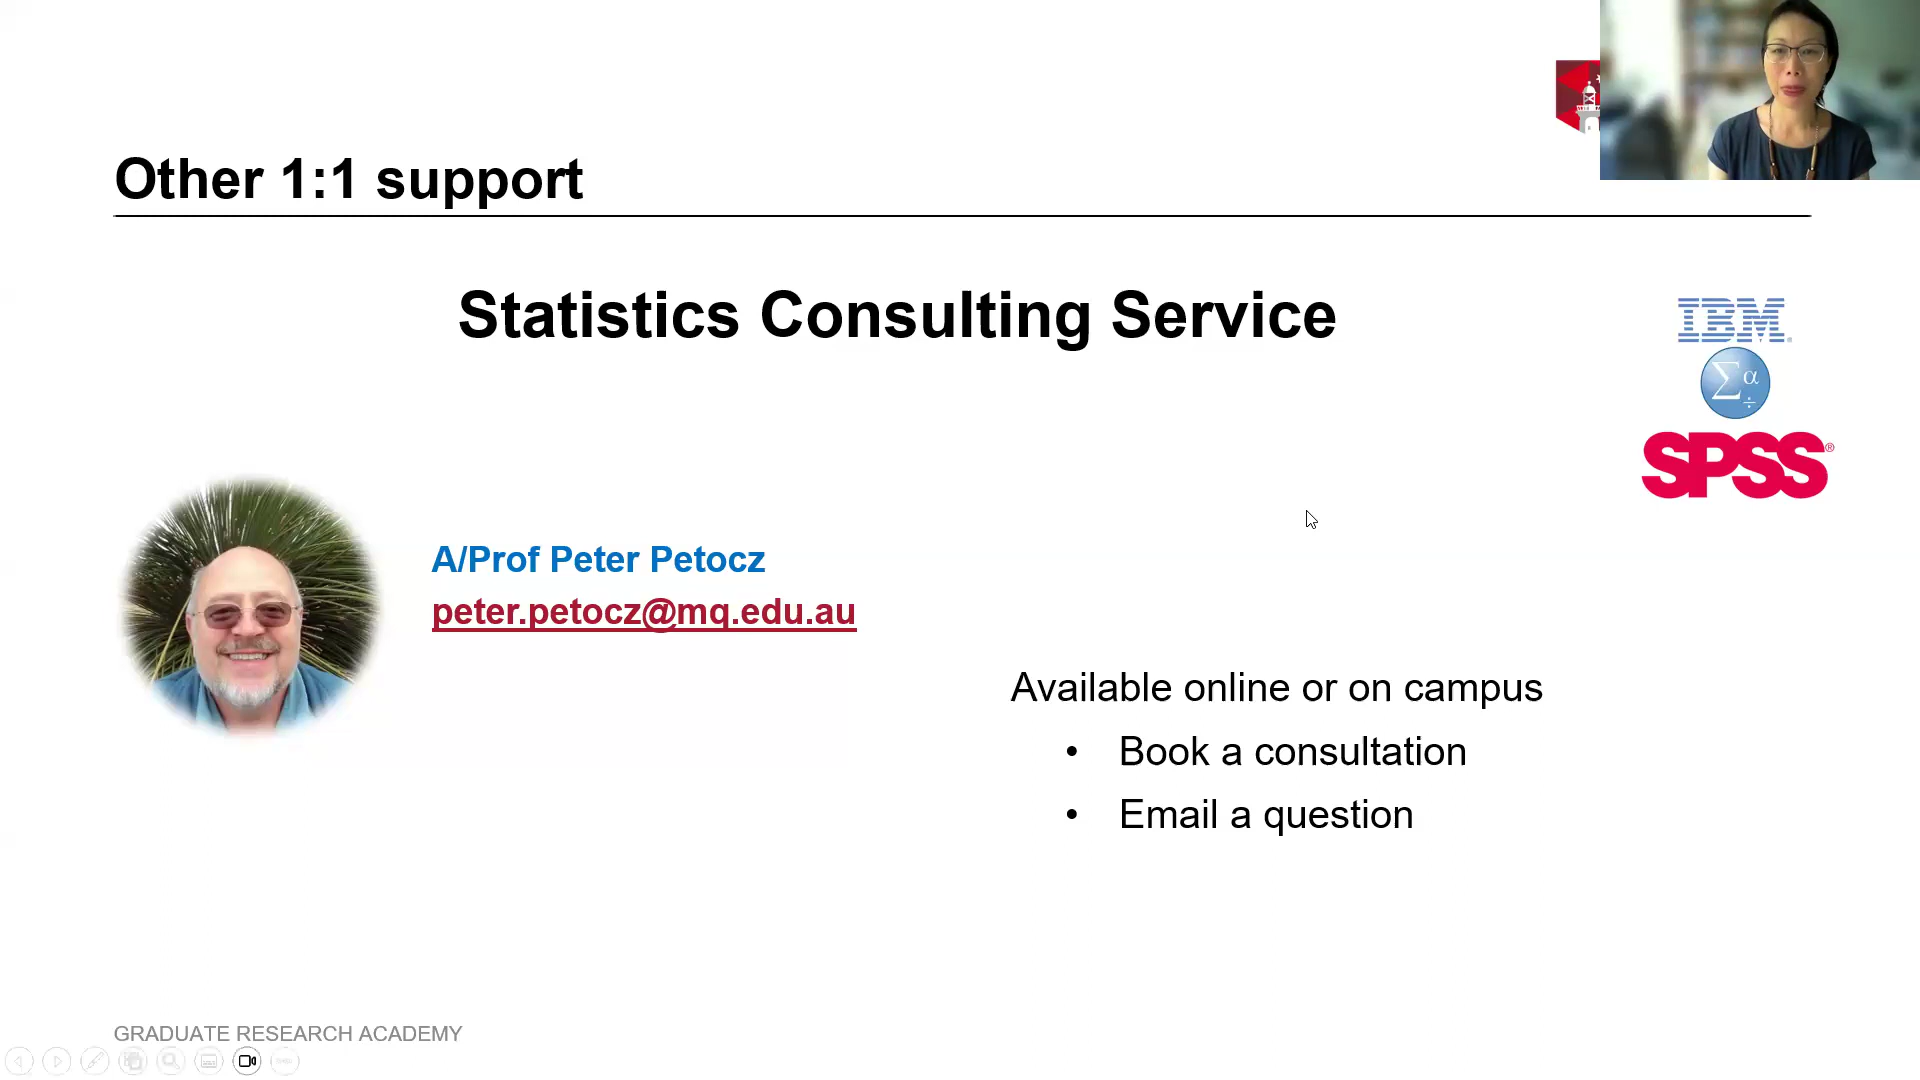 Other 1:1 support
Statistics Consulting Service
IBM®
Σα÷
SPSS®
A/Prof Peter Petocz
peter.petocz@mq.edu.au
Available online or on campus
• Book a consultation
• Email a question
GRADUATE RESEARCH ACADEMY